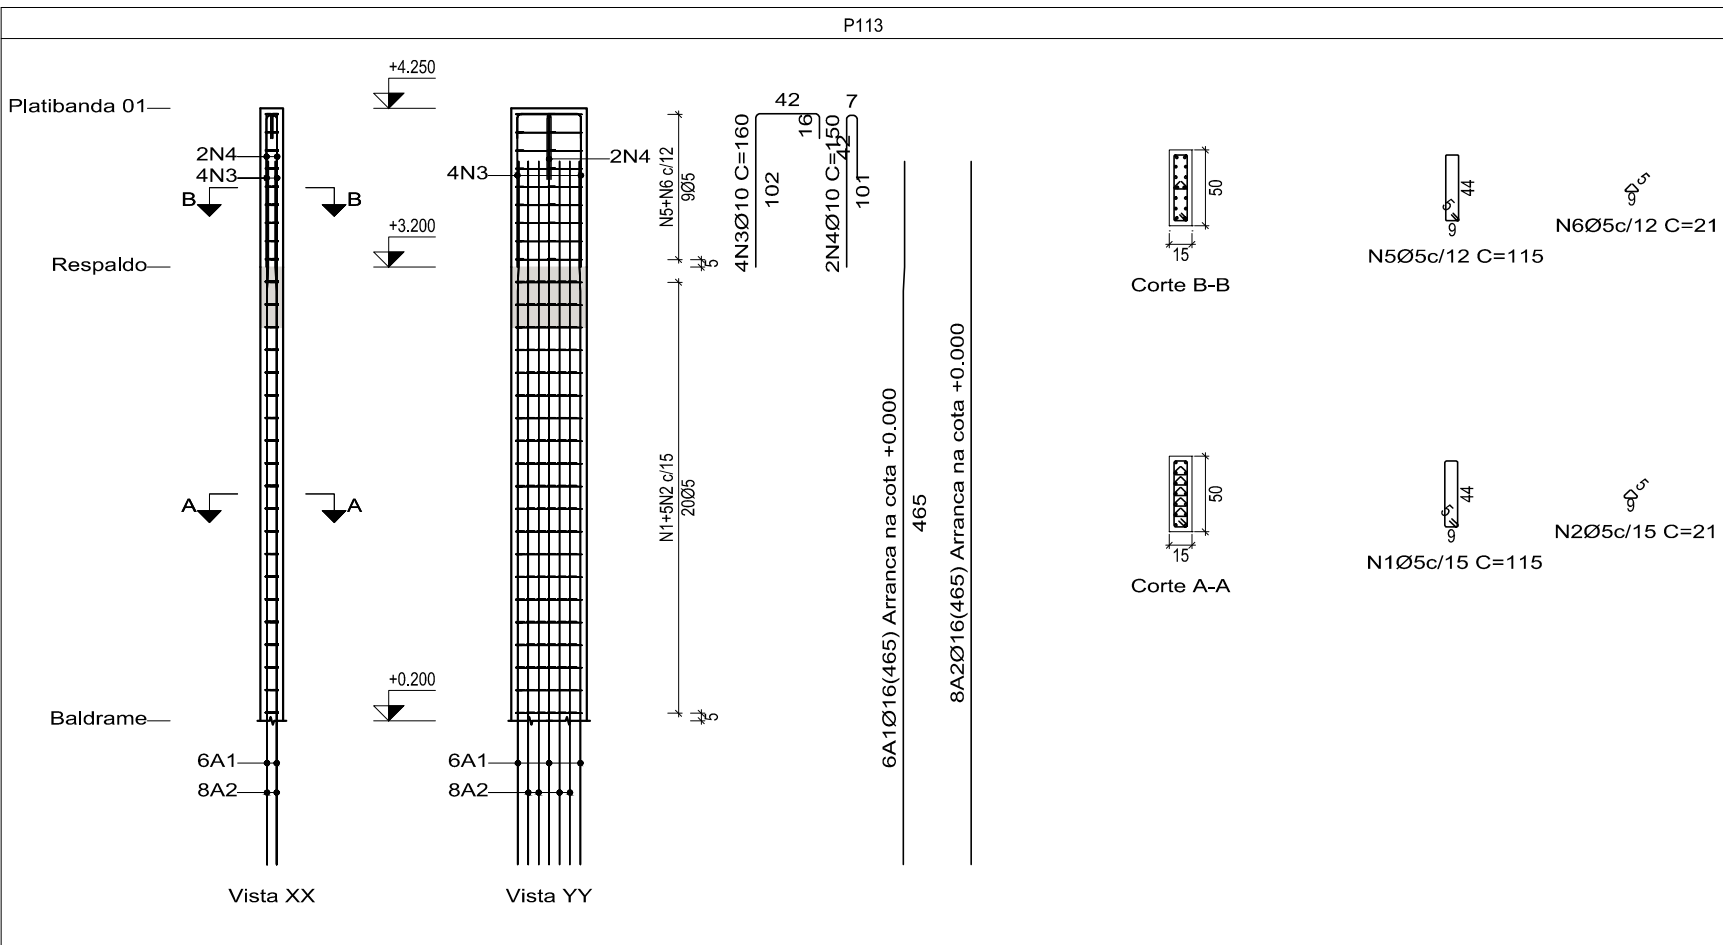 P113
Platibanda 01
+4.250
2N4
4N3
B
B
+3.200
Respaldo
A
A
+0.200
Baldrame
6A1
8A2
Vista XX
4N3
2N4
6A1
8A2
Vista YY
N5+N6 c/12
9Ø5
5
N1+5N2 c/15
20Ø5
5
42
16
4N3Ø10 C=160
102
7
42
2N4Ø10 C=150
101
6A1Ø16(465) Arranca na cota +0.000
465
8A2Ø16(465) Arranca na cota +0.000
50
15
Corte B-B
44
5
9
N5Ø5c/12 C=115
5
9
N6Ø5c/12 C=21
50
15
Corte A-A
44
5
9
N1Ø5c/15 C=115
5
9
N2Ø5c/15 C=21